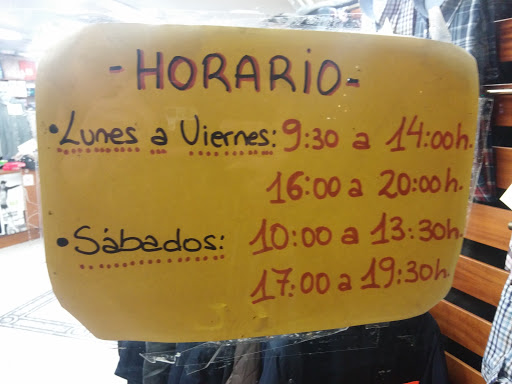 - HORARIO -
• Lunes a Viernes: 9:30 a 14:00h.
16:00 a 20:00h.
• Sábados: 10:00 a 13:30h.
17:00 a 19:30h.